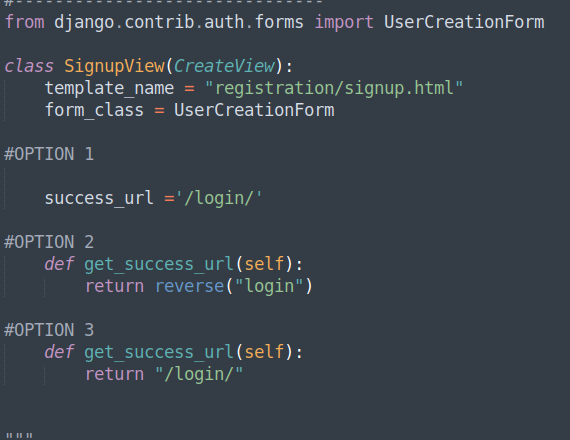 #-------------------------------
from django.contrib.auth.forms import UserCreationForm
class SignupView(CreateView):
    template_name = "registration/signup.html"
    form_class = UserCreationForm
#OPTION 1
    success_url ='/login/'
#OPTION 2
    def get_success_url(self):
        return reverse("login")
#OPTION 3
    def get_success_url(self):
        return "/login/"
"""